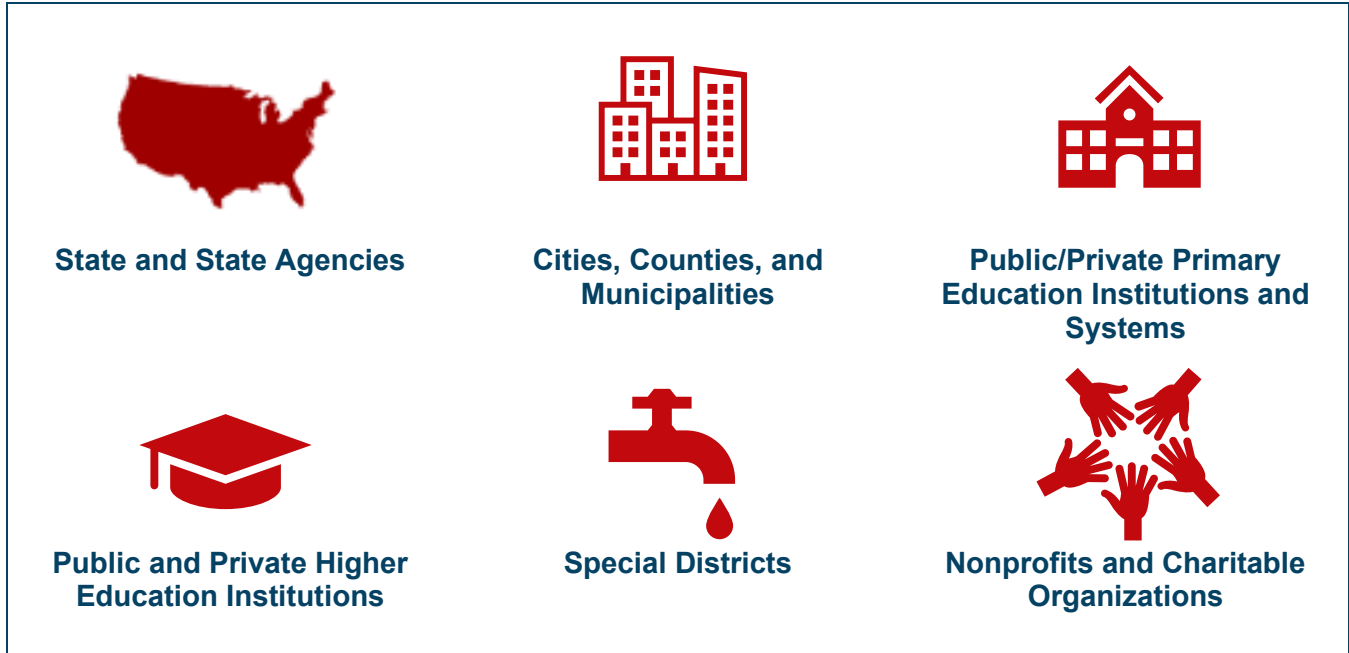 State and State Agencies
Cities, Counties, and
Municipalities
Public/Private Primary
Education Institutions and
Systems
Public and Private Higher
Education Institutions
Special Districts
Nonprofits and Charitable
Organizations